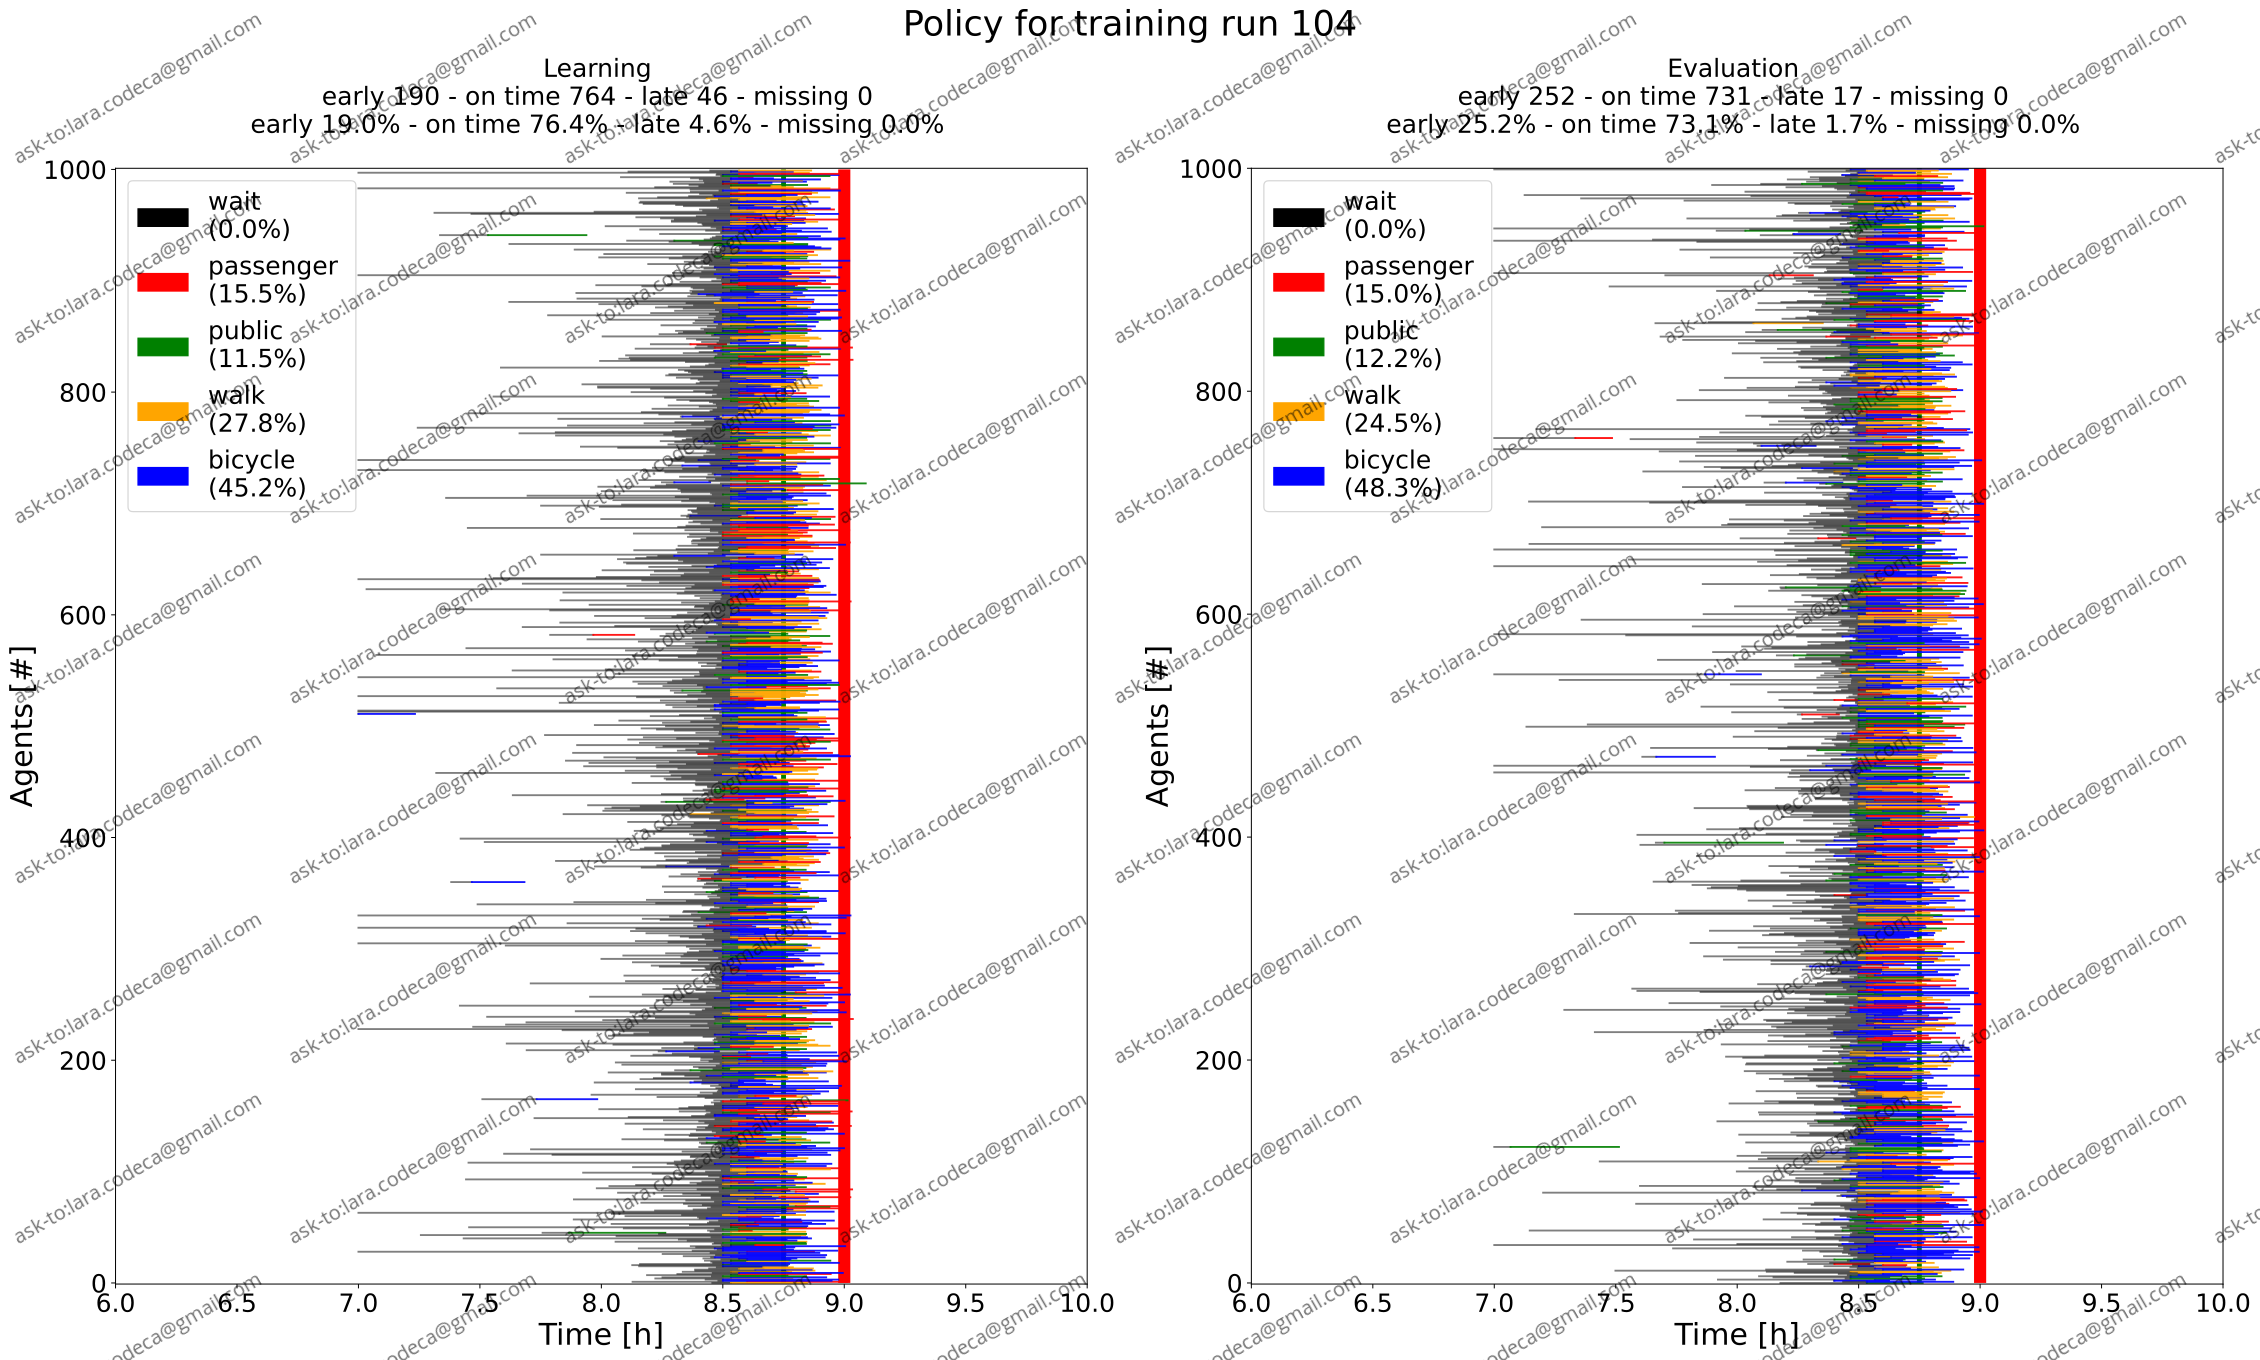 Policy for training run 104
Learning
early 190 - on time 764 - late 46 - missing 0
early 19.0% - on time 76.4% - late 4.6% - missing 0.0%
Agents [#]
1000
800
600
400
200
0
wait
(0.0%)
passenger
(15.5%)
public
(11.5%)
walk
(27.8%)
bicycle
(45.2%)
6.0 6.5 7.0 7.5 8.0 8.5 9.0 9.5 10.0
Time [h]
Evaluation
early 252 - on time 731 - late 17 - missing 0
early 25.2% - on time 73.1% - late 1.7% - missing 0.0%
Agents [#]
1000
800
600
400
200
0
wait
(0.0%)
passenger
(15.0%)
public
(12.2%)
walk
(24.5%)
bicycle
(48.3%)
6.0 6.5 7.0 7.5 8.0 8.5 9.0 9.5 10.0
Time [h]
ask-to:lara.codeca@gmail.com